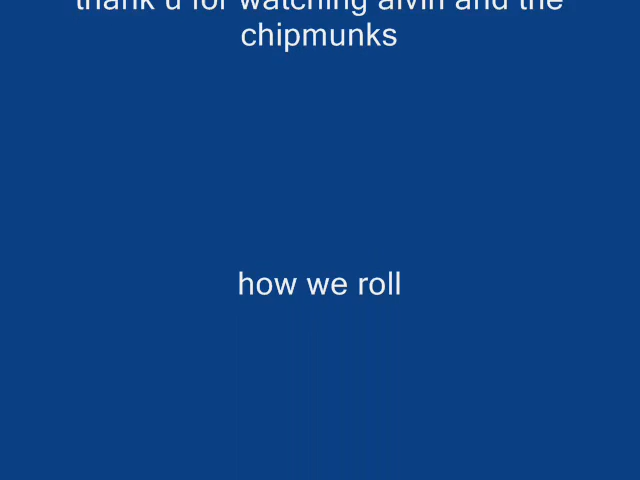 thank u for watching alvin and the
chipmunks
how we roll